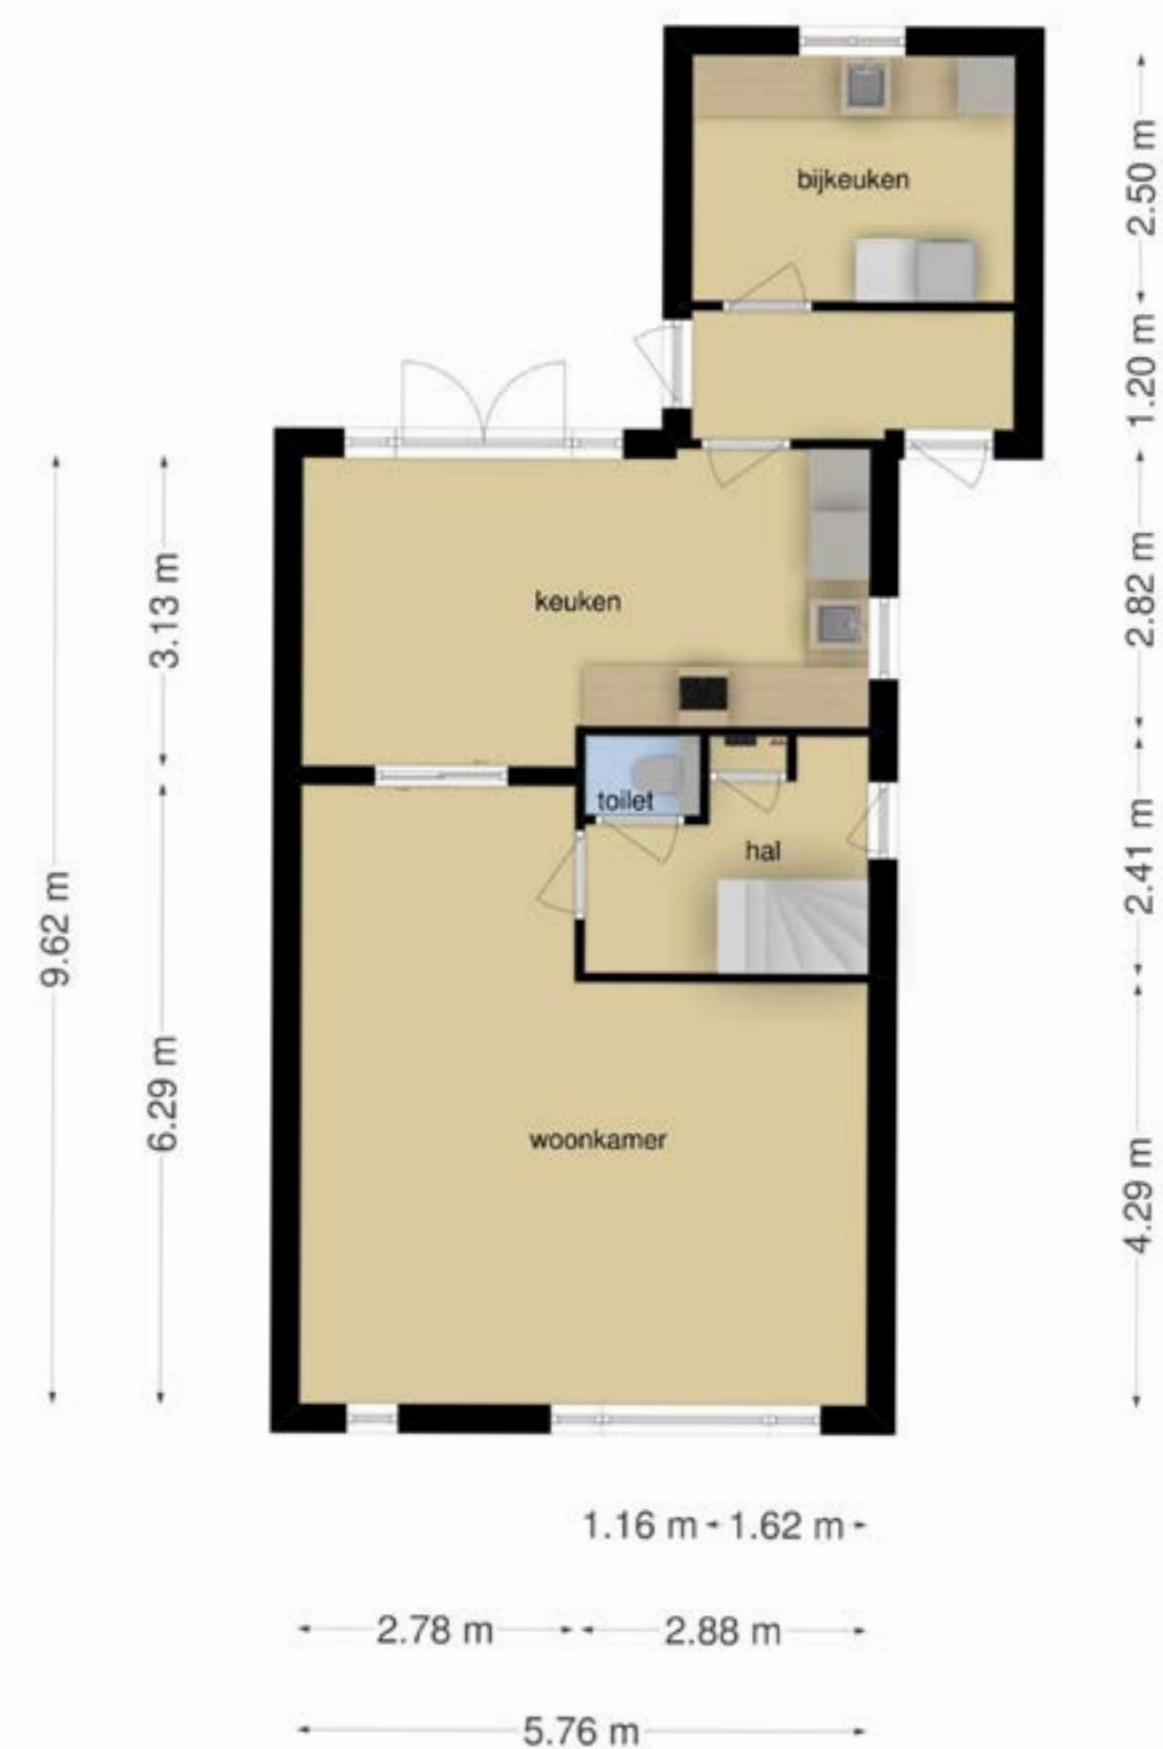 bijkeuken
2.50 m
1.20 m
keuken
3.13 m
2.82 m
toilet
hal
2.41 m
9.62 m
6.29 m
woonkamer
4.29 m
1.16 m 1.62 m
2.78 m 2.88 m
5.76 m